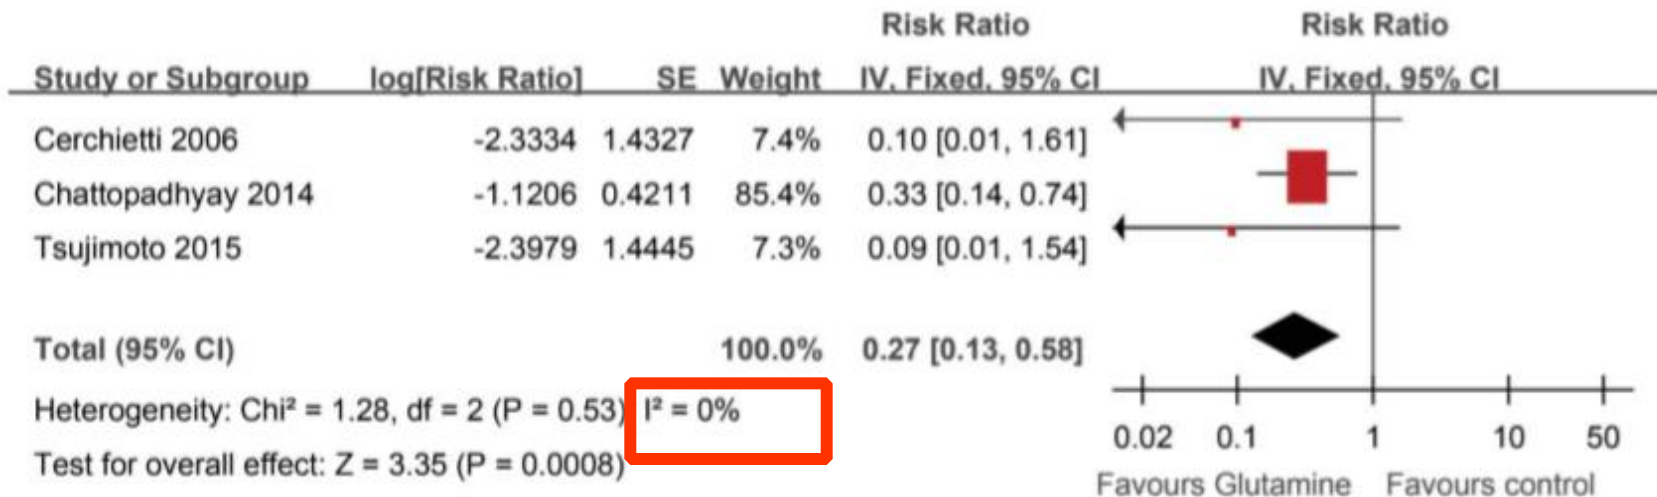 Risk Ratio Risk Ratio
Study or Subgroup log[Risk Ratio] SE Weight IV, Fixed, 95% CI IV, Fixed, 95% CI
Cerchietti 2006 -2.3334 1.4327 7.4% 0.10 [0.01, 1.61]
Chattopadhyay 2014 -1.1206 0.4211 85.4% 0.33 [0.14, 0.74]
Tsujimoto 2015 -2.3979 1.4445 7.3% 0.09 [0.01, 1.54]
Total (95% CI) 100.0% 0.27 [0.13, 0.58]
Heterogeneity: Chi² = 1.28, df = 2 (P = 0.53) I² = 0%
Test for overall effect: Z = 3.35 (P = 0.0008)
0.02 0.1 1 10 50
Favours Glutamine Favours control